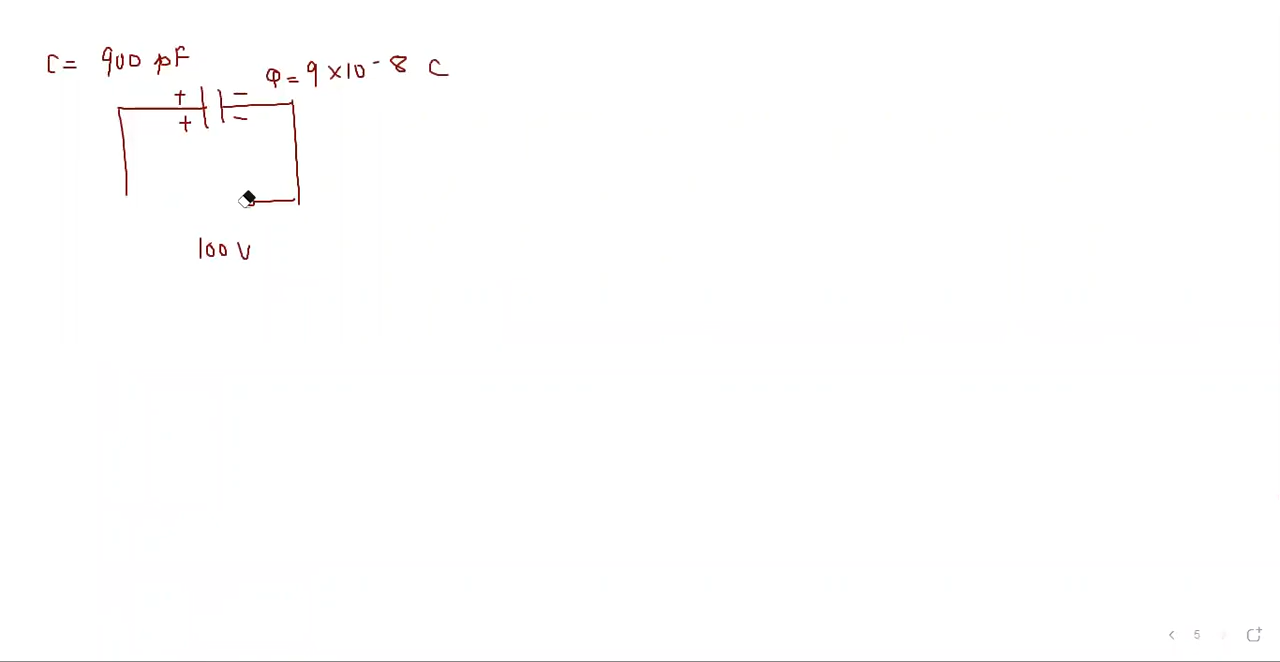 C= 900 pF
Q = 9 ×10⁻⁸ C
+ –
+ –
100 V
5